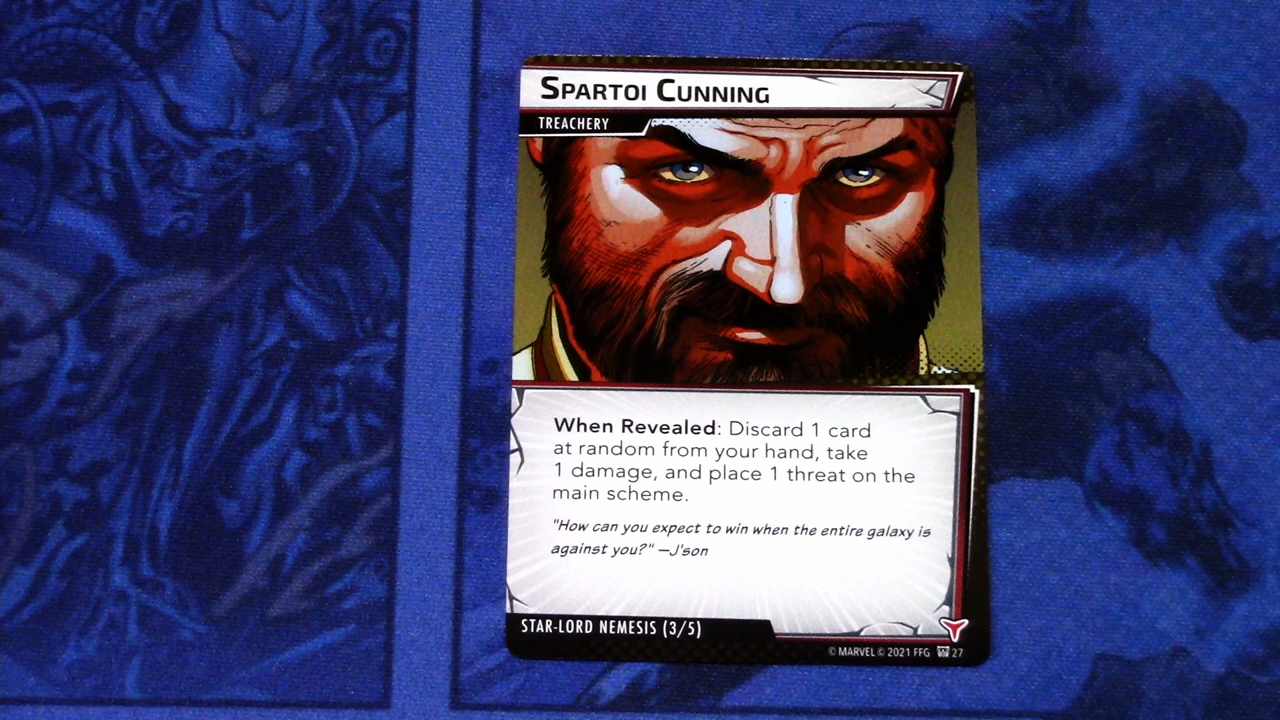 SPARTOI CUNNING
TREACHERY
When Revealed: Discard 1 card
at random from your hand, take
1 damage, and place 1 threat on the
main scheme.
"How can you expect to win when the entire galaxy is
against you?" —J'son
STAR-LORD NEMESIS (3/5)
© MARVEL © 2021 FFG 27